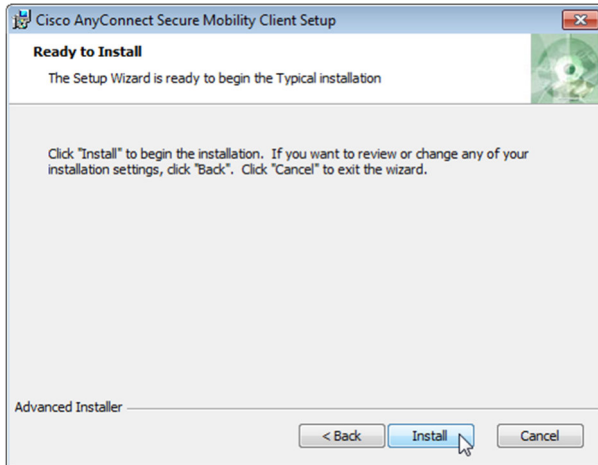 Cisco AnyConnect Secure Mobility Client Setup
Ready to Install
The Setup Wizard is ready to begin the Typical installation
Click "Install" to begin the installation.  If you want to review or change any of your
installation settings, click "Back".  Click "Cancel" to exit the wizard.
Advanced Installer
< Back Install Cancel